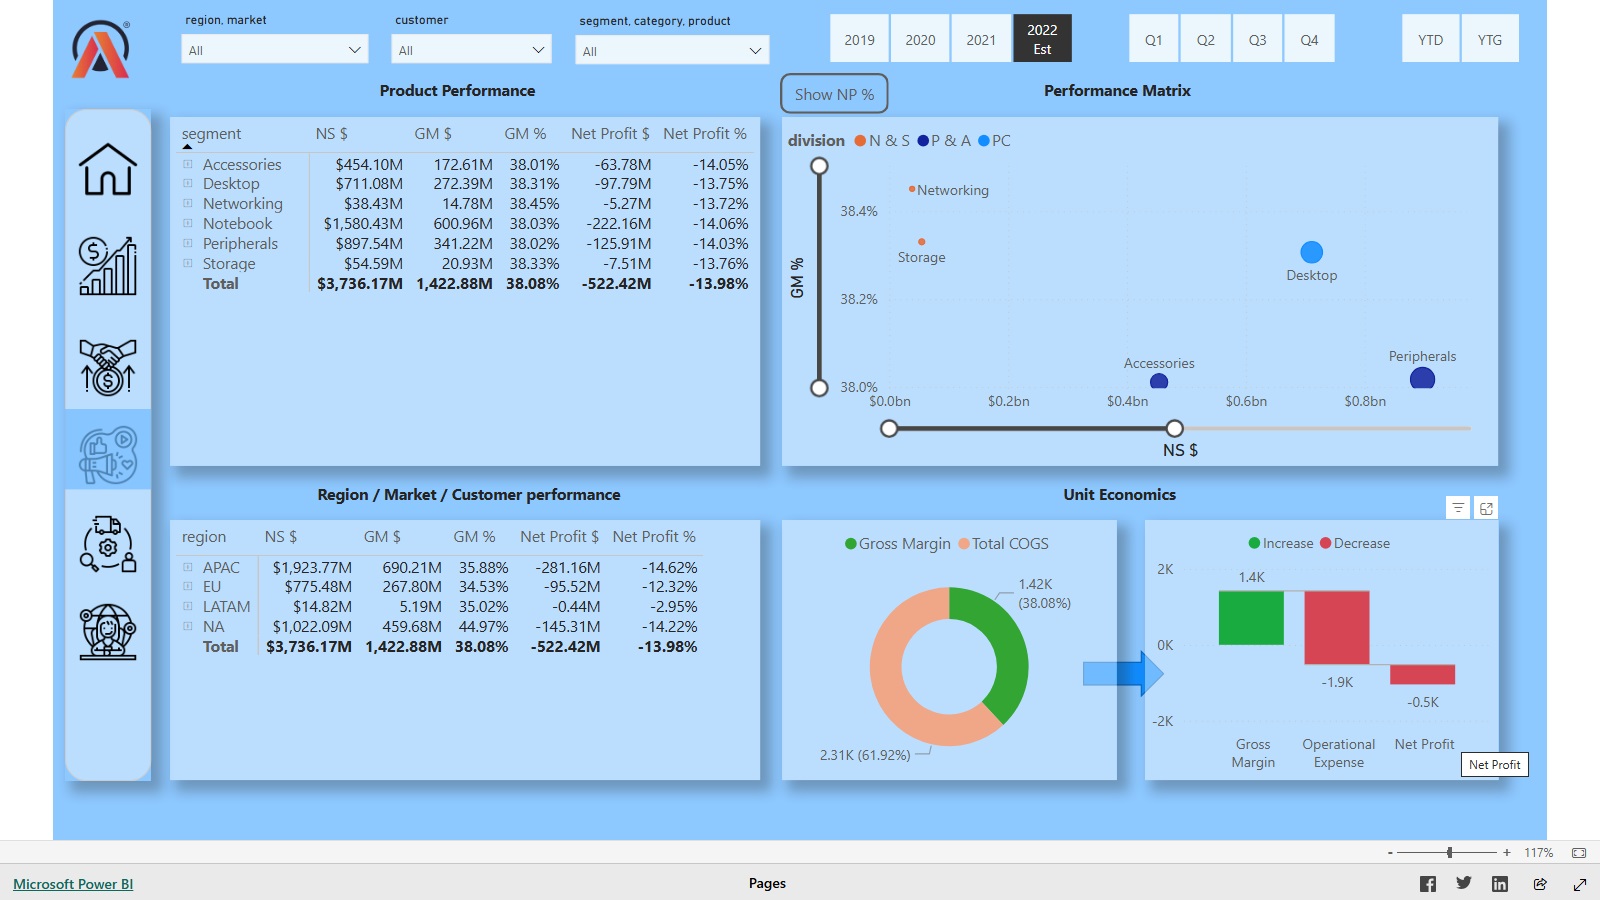 region, market
customer
segment, category, product
All
All
All
2019
2020
2021
2022
Est
Q1
Q2
Q3
Q4
YTD
YTG
Product Performance
segment NS $ GM $ GM % Net Profit $ Net Profit %
Accessories $454.10M 172.61M 38.01% -63.78M -14.05%
Desktop $711.08M 272.39M 38.31% -97.79M -13.75%
Networking $38.43M 14.78M 38.45% -5.27M -13.72%
Notebook $1,580.43M 600.96M 38.03% -222.16M -14.06%
Peripherals $897.54M 341.22M 38.02% -125.91M -14.03%
Storage $54.59M 20.93M 38.33% -7.51M -13.76%
Total $3,736.17M 1,422.88M 38.08% -522.42M -13.98%
Show NP %
Performance Matrix
division N & S P & A PC
Networking
38.4%
Storage
Desktop
GM %
38.2%
Accessories
Peripherals
38.0%
$0.0bn $0.2bn $0.4bn $0.6bn $0.8bn
NS $
Region / Market / Customer performance
region NS $ GM $ GM % Net Profit $ Net Profit %
APAC $1,923.77M 690.21M 35.88% -281.16M -14.62%
EU $775.48M 267.80M 34.53% -95.52M -12.32%
LATAM $14.82M 5.19M 35.02% -0.44M -2.95%
NA $1,022.09M 459.68M 44.97% -145.31M -14.22%
Total $3,736.17M 1,422.88M 38.08% -522.42M -13.98%
Unit Economics
Gross Margin Total COGS
1.42K
(38.08%)
2.31K (61.92%)
Increase Decrease
2K
1.4K
0K
-1.9K
-0.5K
-2K
Gross
Margin
Operational
Expense
Net Profit
Net Profit
- + 117%
Microsoft Power BI
Pages